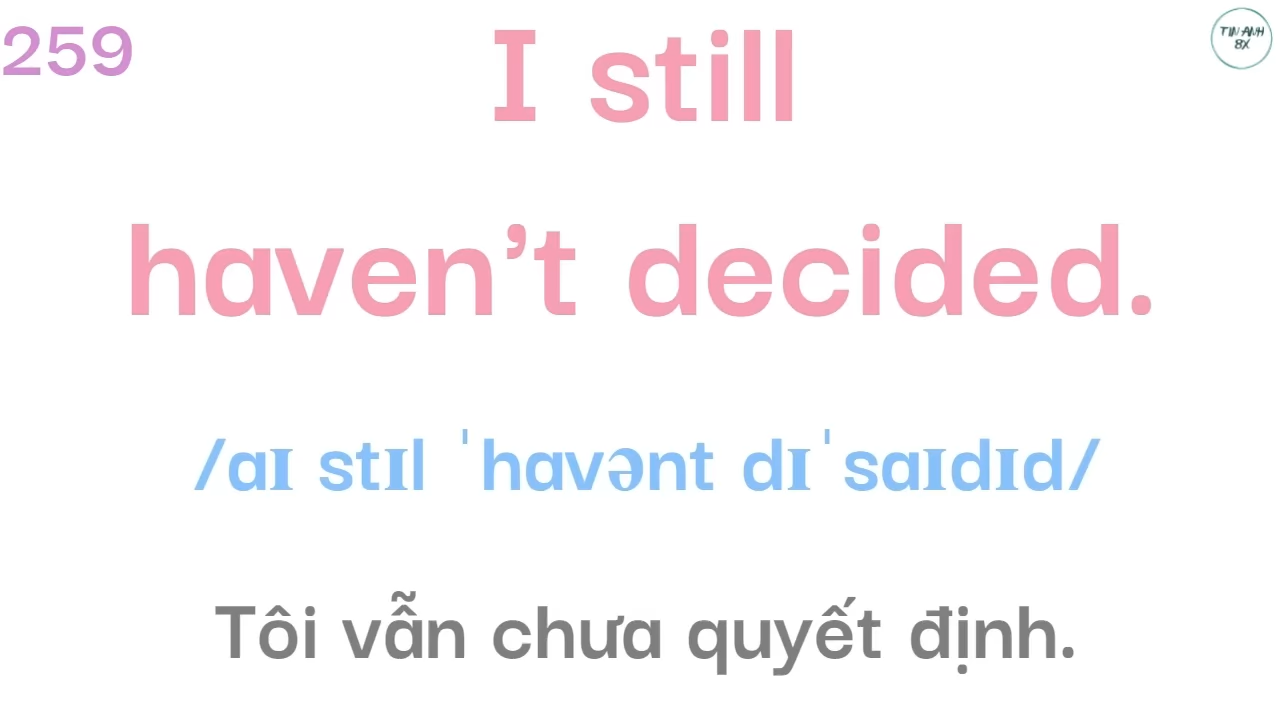 259
TIN ANH
8X
I still
haven’t decided.
/aɪ stɪl ˈhavənt dɪˈsaɪdɪd/
Tôi vẫn chưa quyết định.